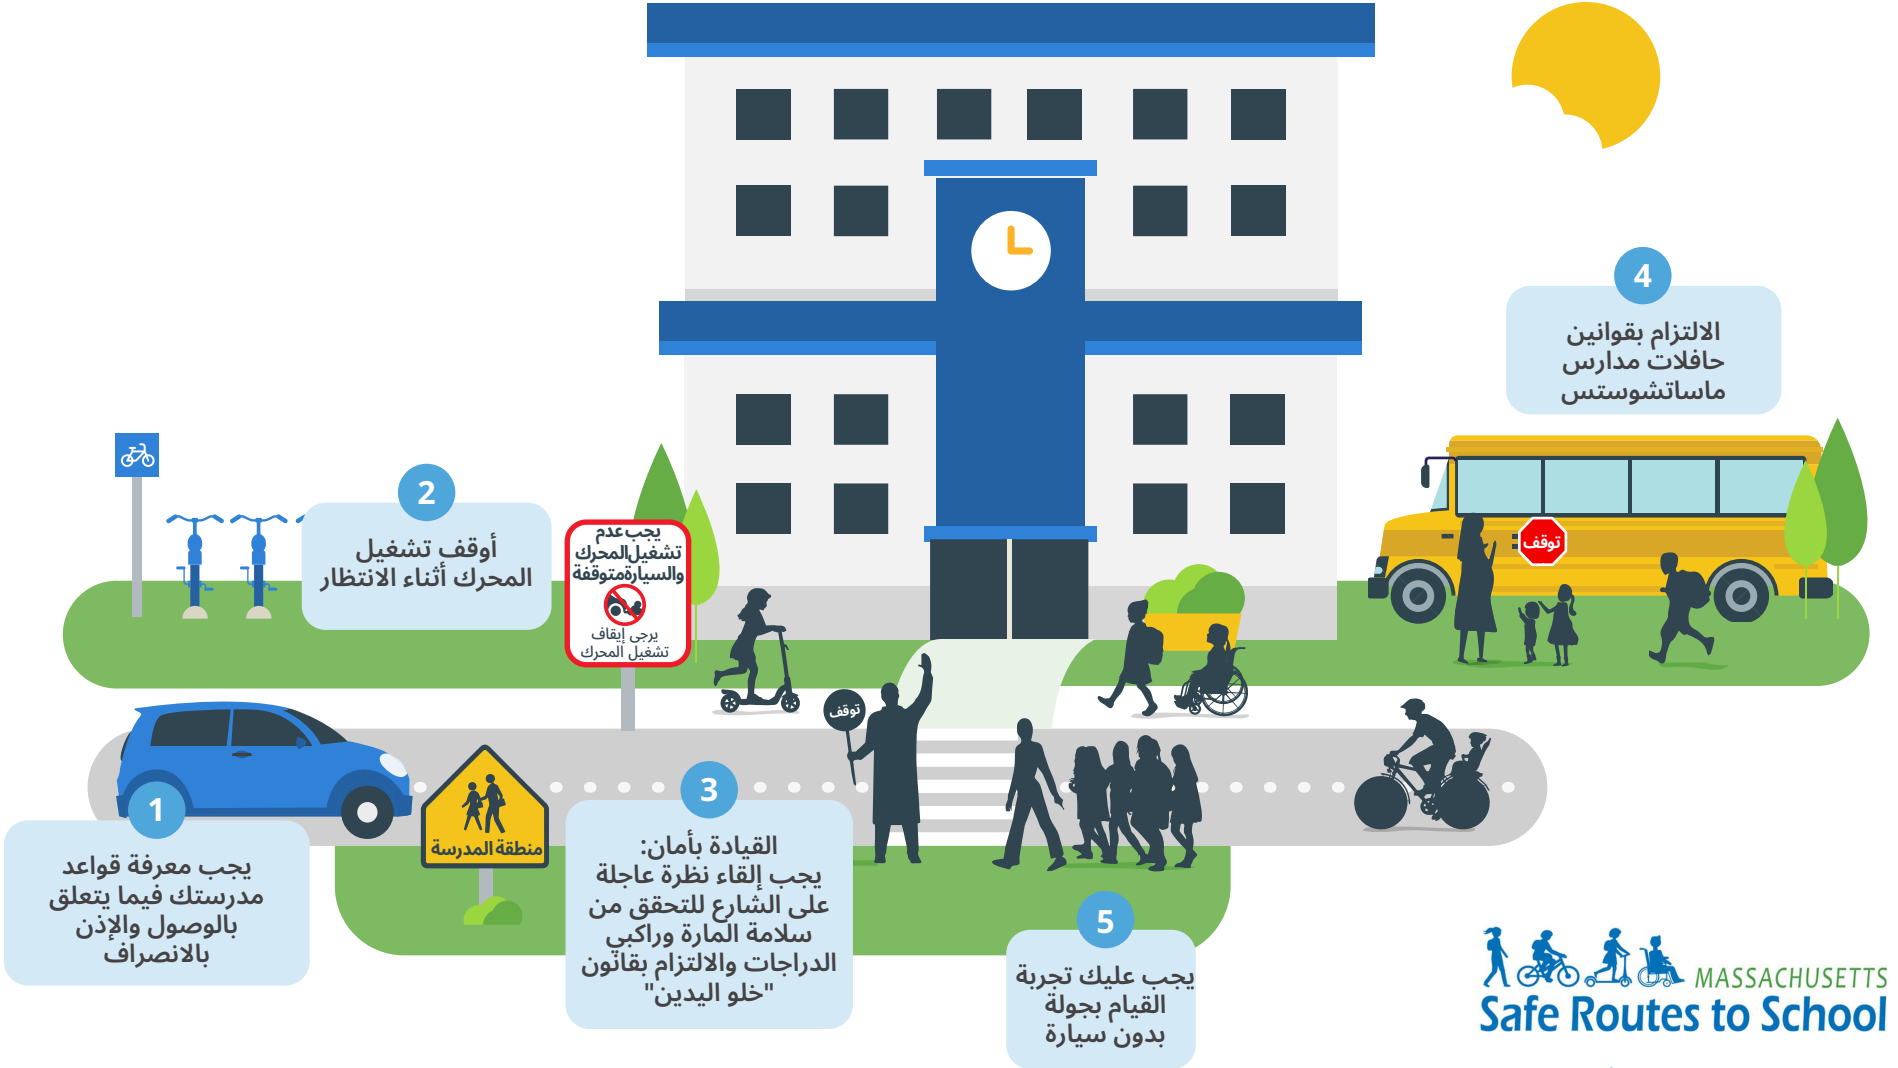 4
الالتزام بقوانين
حافلات مدارس
ماساتشوستس
2
أوقف تشغيل
المحرك أثناء الانتظار
يجب عدم
تشغيل المحرك
والسيارة متوقفة
يرجى إيقاف
تشغيل المحرك
توقف
توقف
1
يجب معرفة قواعد
مدرستك فيما يتعلق
بالوصول والإذن
بالانصراف
منطقة المدرسة
3
القيادة بأمان:
يجب إلقاء نظرة عاجلة
على الشارع للتحقق من
سلامة المارة وراكبي
الدراجات والالتزام بقانون
"خلو اليدين"
5
يجب عليك تجربة
القيام بجولة
بدون سيارة
MASSACHUSETTS
Safe Routes to School